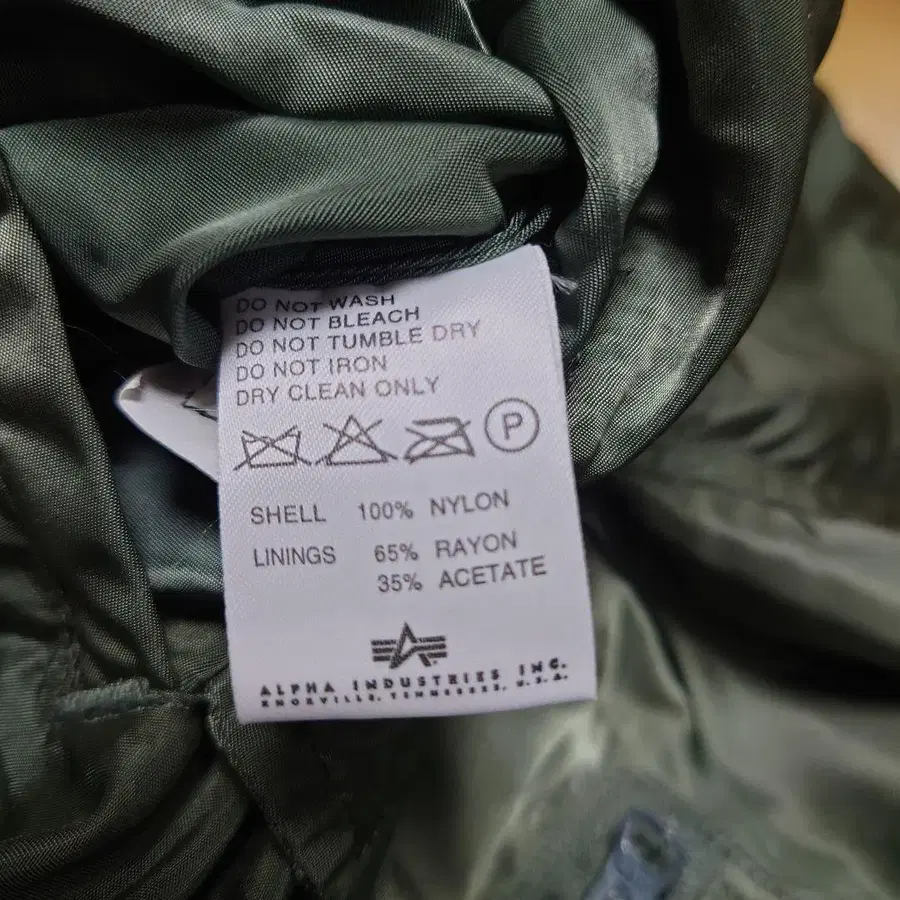 DO NOT WASH
DO NOT BLEACH
DO NOT TUMBLE DRY
DO NOT IRON
DRY CLEAN ONLY
P
SHELL 100% NYLON
LININGS 65% RAYON
35% ACETATE
ALPHA INDUSTRIES INC.
KNOXVILLE, TENNESSEE, U.S.A.